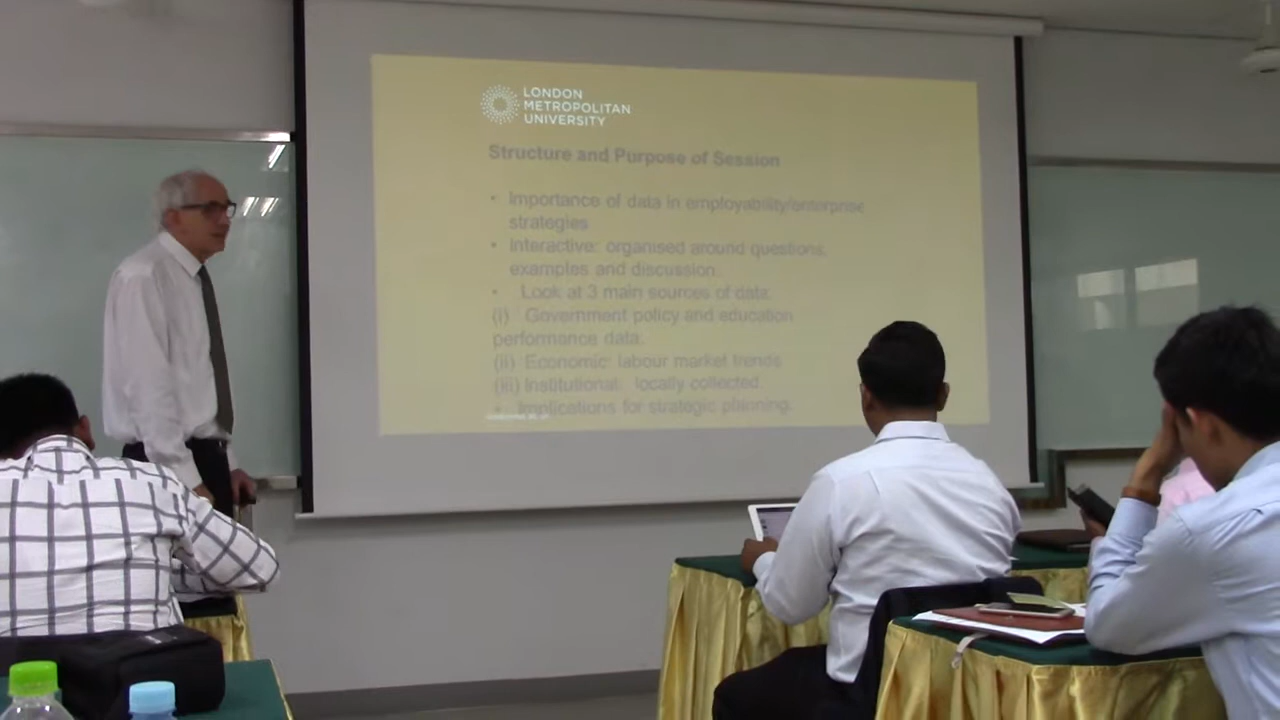 LONDON
METROPOLITAN
UNIVERSITY
Structure and Purpose of Session
• Importance of data in employability/enterprise
strategies
• Interactive: organised around questions,
examples and discussion
• Look at 3 main sources of data:
(i) Government policy and education
performance data.
(ii) Economic: labour market trends
(iii) Institutional: locally collected.
• Implications for strategic planning.